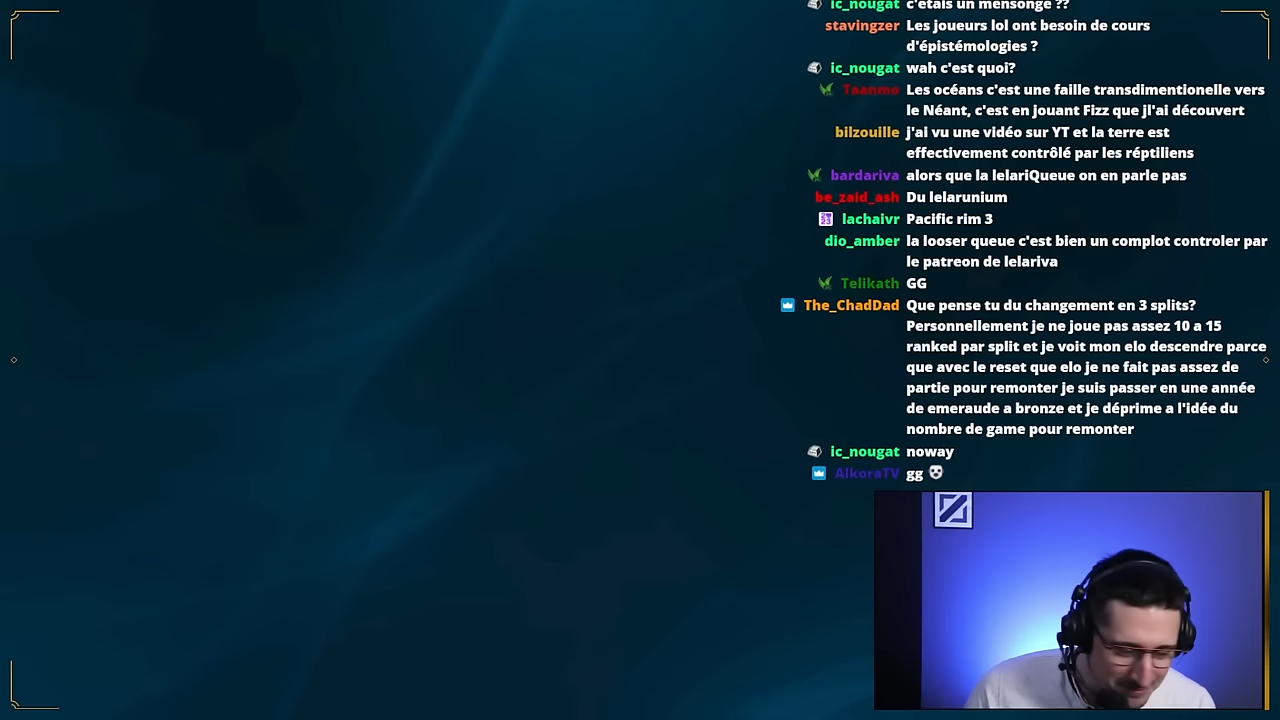 ic_nougat c'étais un mensonge ??
stavingzer Les joueurs lol ont besoin de cours
d'épistémologies ?
ic_nougat wah c'est quoi?
Taanmo Les océans c'est une faille transdimentionelle vers
le Néant, c'est en jouant Fizz que jl'ai découvert
bilzouille j'ai vu une vidéo sur YT et la terre est
effectivement contrôlé par les réptiliens
bardariva alors que la lelariQueue on en parle pas
be_zaid_ash Du lelarunium
lachaivr Pacific rim 3
dio_amber la looser queue c'est bien un complot controler par
le patreon de lelariva
Telikath GG
The_ChadDad Que pense tu du changement en 3 splits?
Personnellement je ne joue pas assez 10 a 15
ranked par split et je voit mon elo descendre parce
que avec le reset que elo je ne fait pas assez de
partie pour remonter je suis passer en une année
de emeraude a bronze et je déprime a l'idée du
nombre de game pour remonter
ic_nougat noway
AlkoraTV gg